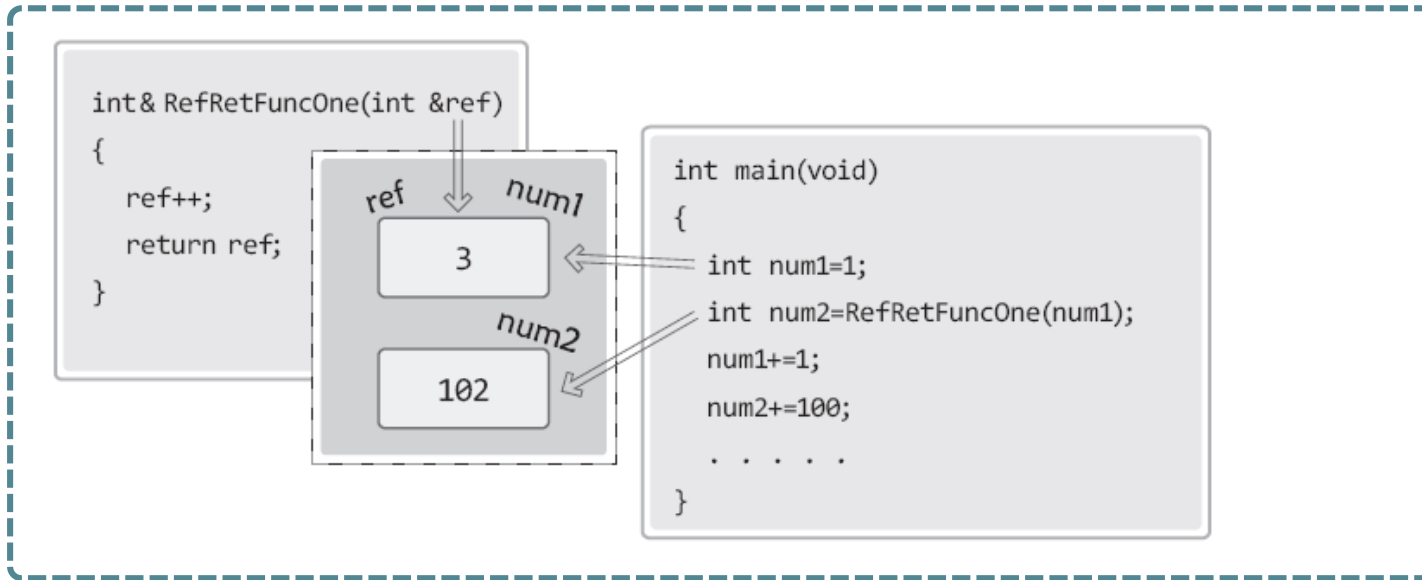 int& RefRetFuncOne(int &ref)
{
ref++;
return ref;
}
ref
num1
3
num2
102
int main(void)
{
int num1=1;
int num2=RefRetFuncOne(num1);
num1+=1;
num2+=100;
. . . . .
}